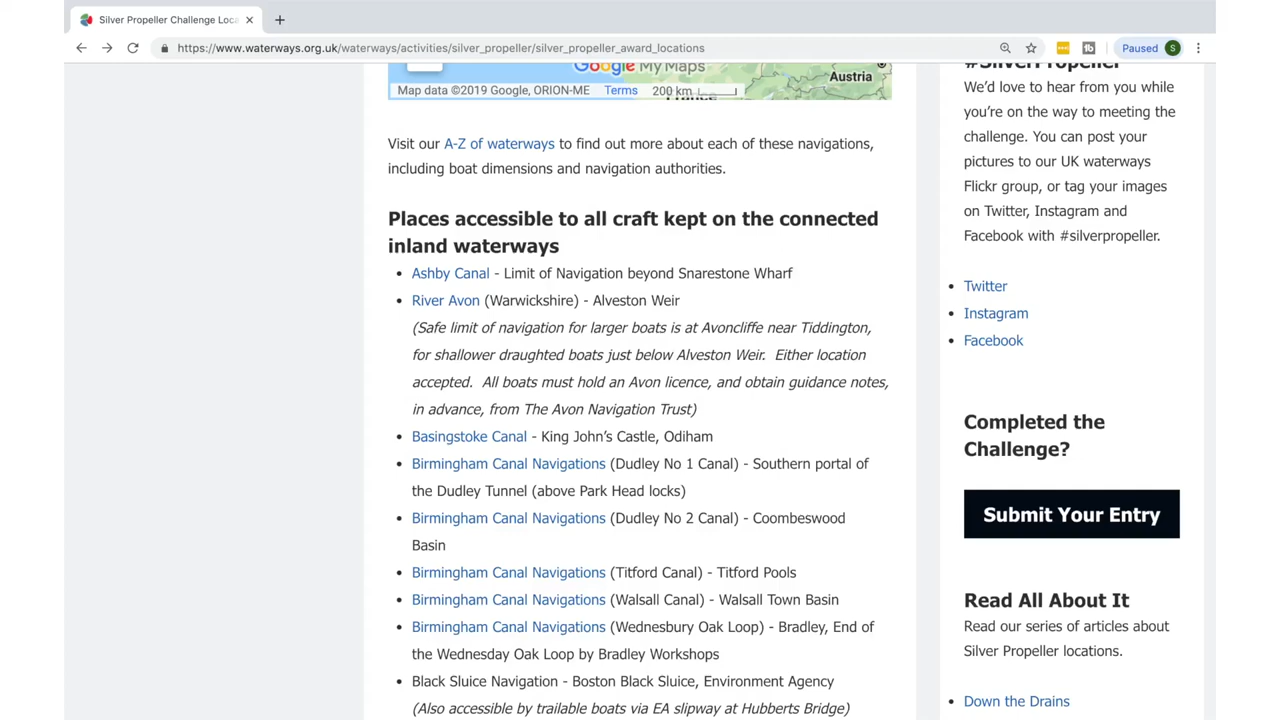 Silver Propeller Challenge Loca
https://www.waterways.org.uk/waterways/activities/silver_propeller/silver_propeller_award_locations
Paused S
Google My Maps
Austria
Map data ©2019 Google, ORION-ME Terms 200 km
France
Visit our A-Z of waterways to find out more about each of these navigations,
including boat dimensions and navigation authorities.
Places accessible to all craft kept on the connected
inland waterways
• Ashby Canal - Limit of Navigation beyond Snarestone Wharf
• River Avon (Warwickshire) - Alveston Weir
(Safe limit of navigation for larger boats is at Avoncliffe near Tiddington,
for shallower draughted boats just below Alveston Weir. Either location
accepted. All boats must hold an Avon licence, and obtain guidance notes,
in advance, from The Avon Navigation Trust)
• Basingstoke Canal - King John's Castle, Odiham
• Birmingham Canal Navigations (Dudley No 1 Canal) - Southern portal of
the Dudley Tunnel (above Park Head locks)
• Birmingham Canal Navigations (Dudley No 2 Canal) - Coombeswood
Basin
• Birmingham Canal Navigations (Titford Canal) - Titford Pools
• Birmingham Canal Navigations (Walsall Canal) - Walsall Town Basin
• Birmingham Canal Navigations (Wednesbury Oak Loop) - Bradley, End of
the Wednesday Oak Loop by Bradley Workshops
• Black Sluice Navigation - Boston Black Sluice, Environment Agency
(Also accessible by trailable boats via EA slipway at Hubberts Bridge)
#SilverPropeller
We'd love to hear from you while
you're on the way to meeting the
challenge. You can post your
pictures to our UK waterways
Flickr group, or tag your images
on Twitter, Instagram and
Facebook with #silverpropeller.
• Twitter
• Instagram
• Facebook
Completed the
Challenge?
Submit Your Entry
Read All About It
Read our series of articles about
Silver Propeller locations.
• Down the Drains